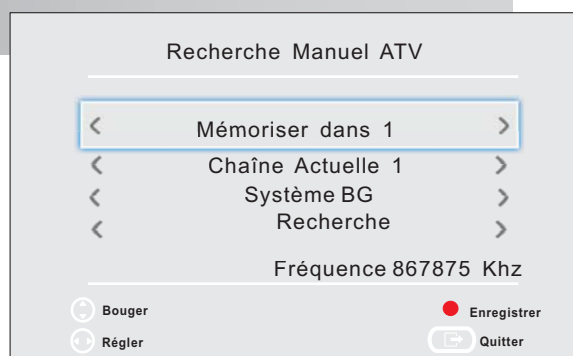 Recherche Manuel ATV
Mémoriser dans 1
Chaîne Actuelle 1
Système BG
Recherche
Fréquence 867875 Khz
Bouger
Enregistrer
Régler
Quitter